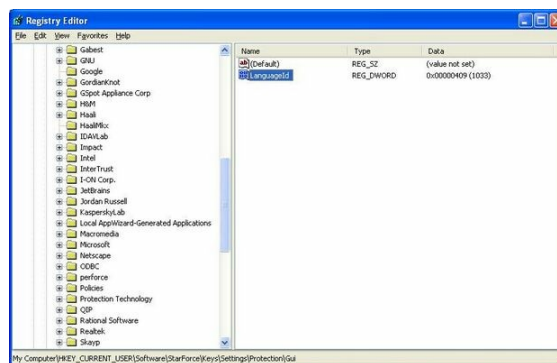 Registry Editor
File Edit View Favorites Help
Gabest
GNU
Google
GordianKnot
GSpot Appliance Corp
H&M
Haali
HaaliMkx
IDAVLab
Impact
Intel
InterTrust
I-ON Corp.
JetBrains
Jordan Russell
KasperskyLab
Local AppWizard-Generated Applications
Macromedia
Microsoft
Netscape
ODBC
perforce
Policies
Protection Technology
QIP
Rational Software
Realtek
Skayp
Name Type Data
ab (Default) REG_SZ (value not set)
LanguageId REG_DWORD 0x00000409 (1033)
My Computer\HKEY_CURRENT_USER\Software\StarForce\Keys\Settings\Protection\Gui